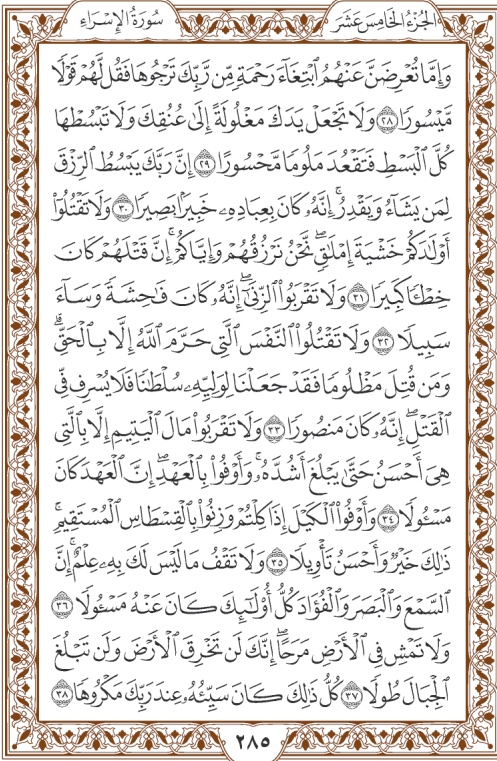 الجزء الخامس عشر
سورة الإسراء
وَإِمَّا تُعْرِضَنَّ عَنْهُمُ ٱبْتِغَآءَ رَحْمَةٍ مِّن رَّبِّكَ تَرْجُوهَا فَقُل لَّهُمْ قَوْلًا
مَّيْسُورًا ٢٨ وَلَا تَجْعَلْ يَدَكَ مَغْلُولَةً إِلَىٰ عُنُقِكَ وَلَا تَبْسُطْهَا
كُلَّ ٱلْبَسْطِ فَتَقْعُدَ مَلُومًا مَّحْسُورًا ٢٩ إِنَّ رَبَّكَ يَبْسُطُ ٱلرِّزْقَ
لِمَن يَشَآءُ وَيَقْدِرُ ۚ إِنَّهُۥ كَانَ بِعِبَادِهِۦ خَبِيرًۢا بَصِيرًا ٣٠ وَلَا تَقْتُلُوٓا۟
أَوْلَـٰدَكُمْ خَشْيَةَ إِمْلَـٰقٍ ۖ نَّحْنُ نَرْزُقُهُمْ وَإِيَّاكُمْ ۚ إِنَّ قَتْلَهُمْ كَانَ
خِطْـًٔا كَبِيرًا ٣١ وَلَا تَقْرَبُوا۟ ٱلزِّنَىٰٓ ۖ إِنَّهُۥ كَانَ فَـٰحِشَةً وَسَآءَ
سَبِيلًا ٣٢ وَلَا تَقْتُلُوا۟ ٱلنَّفْسَ ٱلَّتِى حَرَّمَ ٱللَّهُ إِلَّا بِٱلْحَقِّ ۗ
وَمَن قُتِلَ مَظْلُومًا فَقَدْ جَعَلْنَا لِوَلِيِّهِۦ سُلْطَـٰنًا فَلَا يُسْرِف فِّى
ٱلْقَتْلِ ۖ إِنَّهُۥ كَانَ مَنصُورًا ٣٣ وَلَا تَقْرَبُوا۟ مَالَ ٱلْيَتِيمِ إِلَّا بِٱلَّتِى
هِىَ أَحْسَنُ حَتَّىٰ يَبْلُغَ أَشُدَّهُۥ ۚ وَأَوْفُوا۟ بِٱلْعَهْدِ ۖ إِنَّ ٱلْعَهْدَ كَانَ
مَسْـُٔولًا ٣٤ وَأَوْفُوا۟ ٱلْكَيْلَ إِذَا كِلْتُمْ وَزِنُوا۟ بِٱلْقِسْطَاسِ ٱلْمُسْتَقِيمِ ۚ
ذَٰلِكَ خَيْرٌ وَأَحْسَنُ تَأْوِيلًا ٣٥ وَلَا تَقْفُ مَا لَيْسَ لَكَ بِهِۦ عِلْمٌ ۚ إِنَّ
ٱلسَّمْعَ وَٱلْبَصَرَ وَٱلْفُؤَادَ كُلُّ أُو۟لَـٰٓئِكَ كَانَ عَنْهُ مَسْـُٔولًا ٣٦
وَلَا تَمْشِ فِى ٱلْأَرْضِ مَرَحًا ۖ إِنَّكَ لَن تَخْرِقَ ٱلْأَرْضَ وَلَن تَبْلُغَ
ٱلْجِبَالَ طُولًا ٣٧ كُلُّ ذَٰلِكَ كَانَ سَيِّئُهُۥ عِندَ رَبِّكَ مَكْرُوهًا ٣٨
٢٨٥